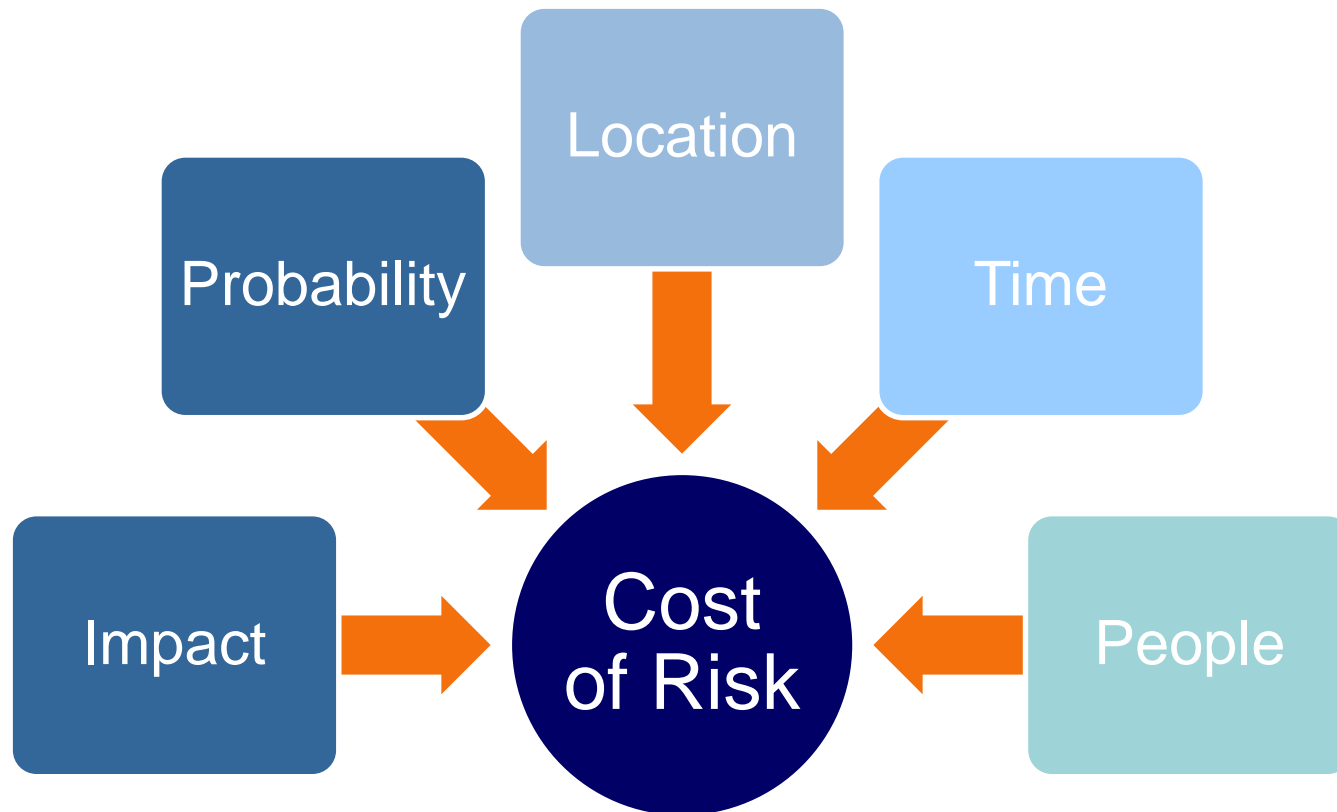 Location
Probability
Time
Impact
Cost
of Risk
People